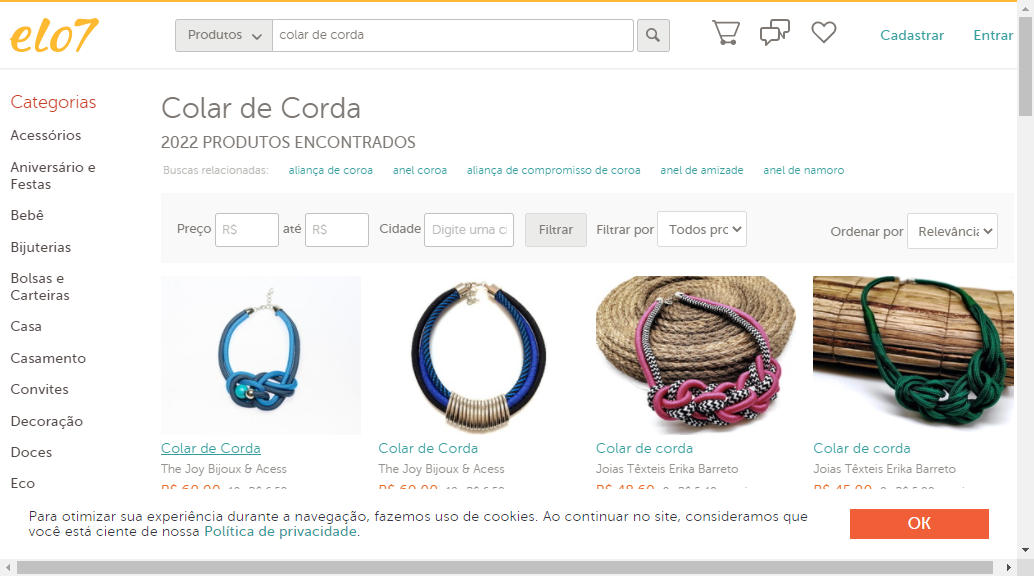 elo7
Produtos
colar de corda
Cadastrar
Entrar
Categorias
Acessórios
Aniversário e
Festas
Bebê
Bijuterias
Bolsas e
Carteiras
Casa
Casamento
Convites
Decoração
Doces
Eco
Colar de Corda
2022 PRODUTOS ENCONTRADOS
Buscas relacionadas: aliança de coroa anel coroa aliança de compromisso de coroa anel de amizade anel de namoro
Preço R$ até R$ Cidade Digite uma ci Filtrar Filtrar por Todos pro Ordenar por Relevância
Colar de Corda
The Joy Bijoux & Acess
Colar de Corda
The Joy Bijoux & Acess
Colar de corda
Joias Têxteis Erika Barreto
Colar de corda
Joias Têxteis Erika Barreto
Para otimizar sua experiência durante a navegação, fazemos uso de cookies. Ao continuar no site, consideramos que
você está ciente de nossa Política de privacidade.
OK